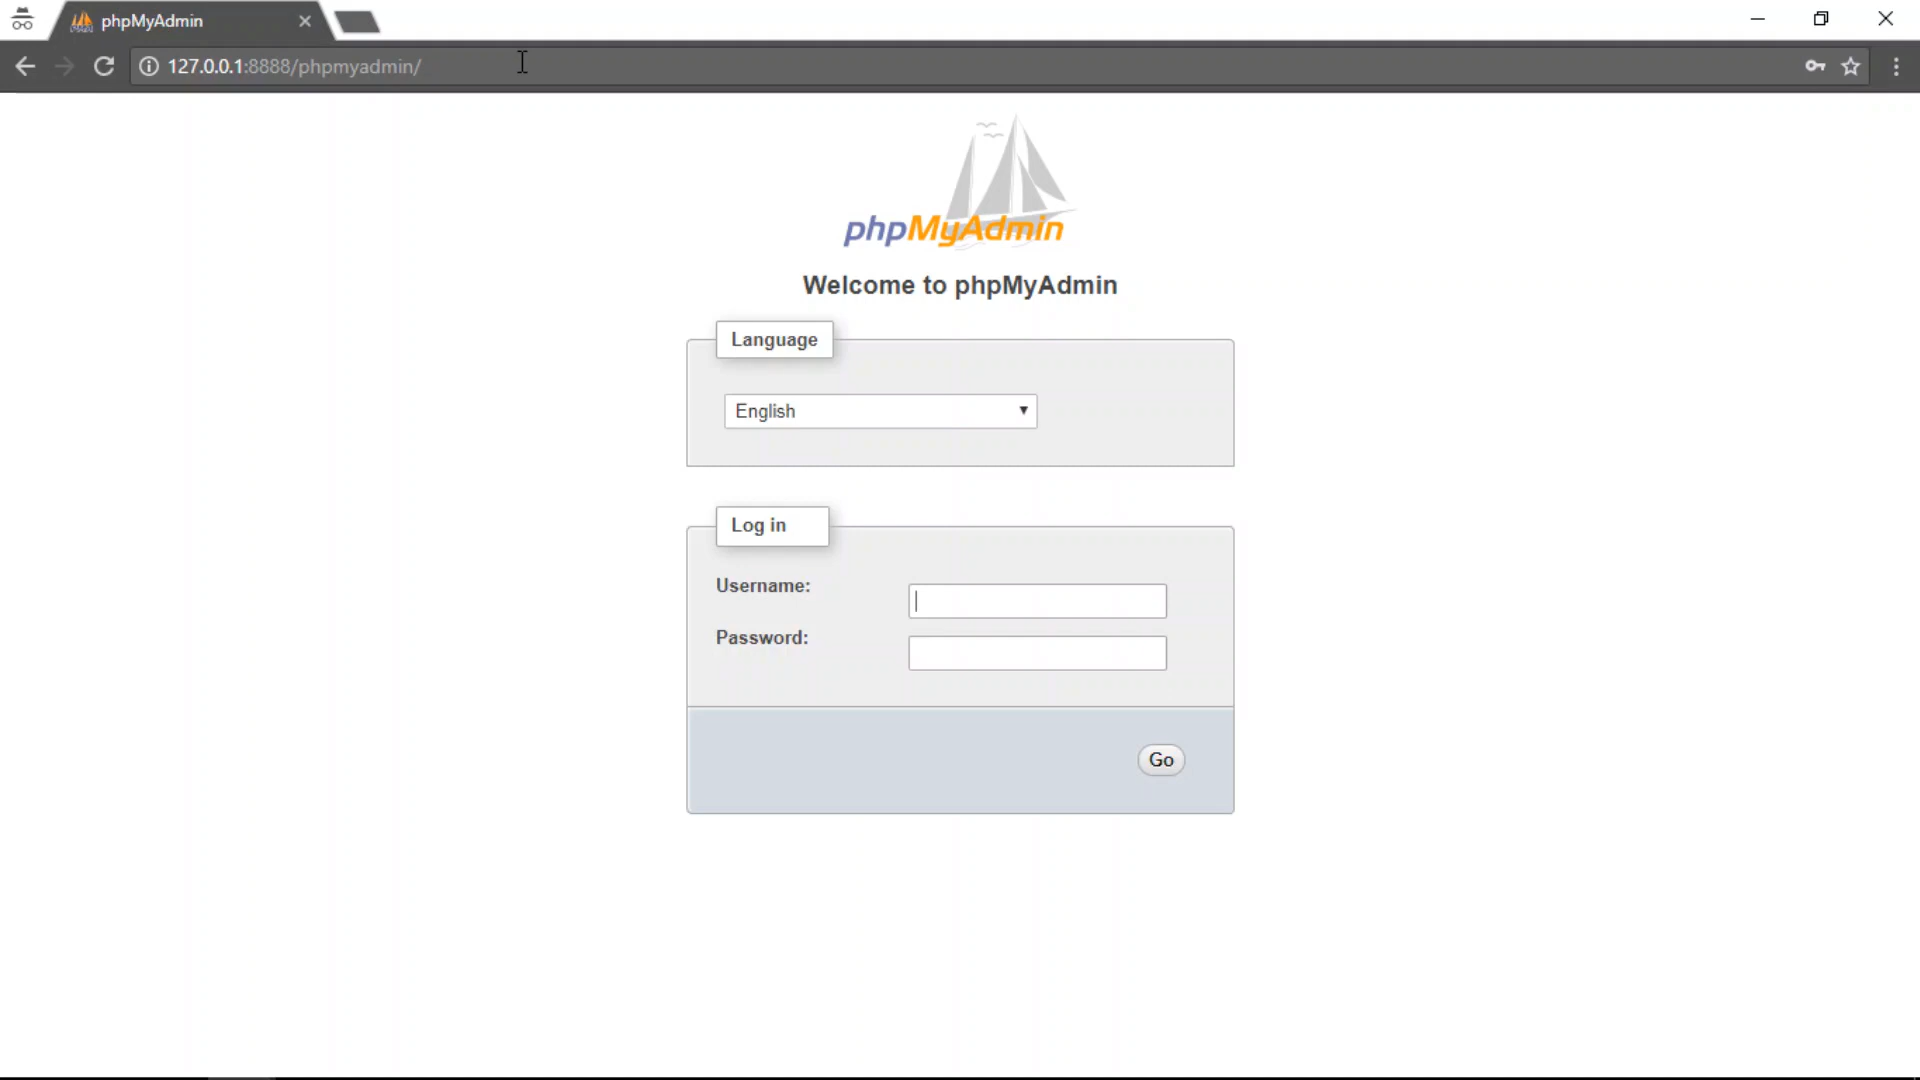 phpMyAdmin
127.0.0.1:8888/phpmyadmin/
phpMyAdmin
Welcome to phpMyAdmin
Language
English
Log in
Username:
Password:
Go